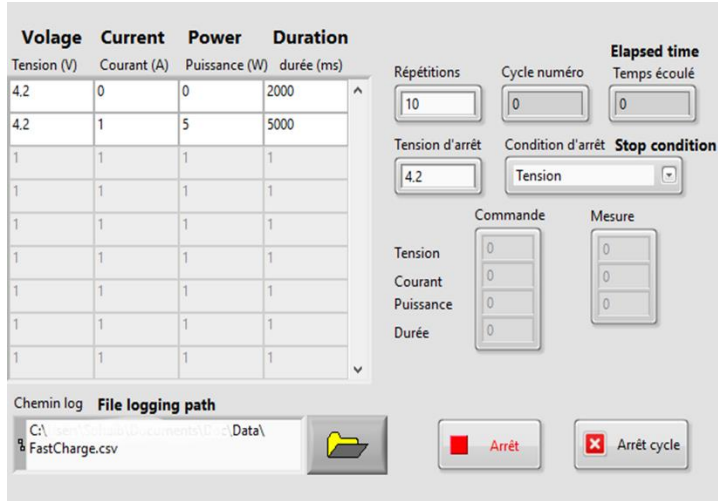 Volage Current Power Duration
Tension (V) Courant (A) Puissance (W) durée (ms)
4,2 0 0 2000
4,2 1 5 5000
1 1 1 1
1 1 1 1
1 1 1 1
1 1 1 1
1 1 1 1
1 1 1 1
1 1 1 1
Elapsed time
Répétitions Cycle numéro Temps écoulé
10 0 0
Tension d'arrêt Condition d'arrêt Stop condition
4.2 Tension
Commande Mesure
Tension 0 0
Courant 0 0
Puissance 0 0
Durée 0
Chemin log File logging path
C:\ \Data\
FastCharge.csv
Arrêt Arrêt cycle